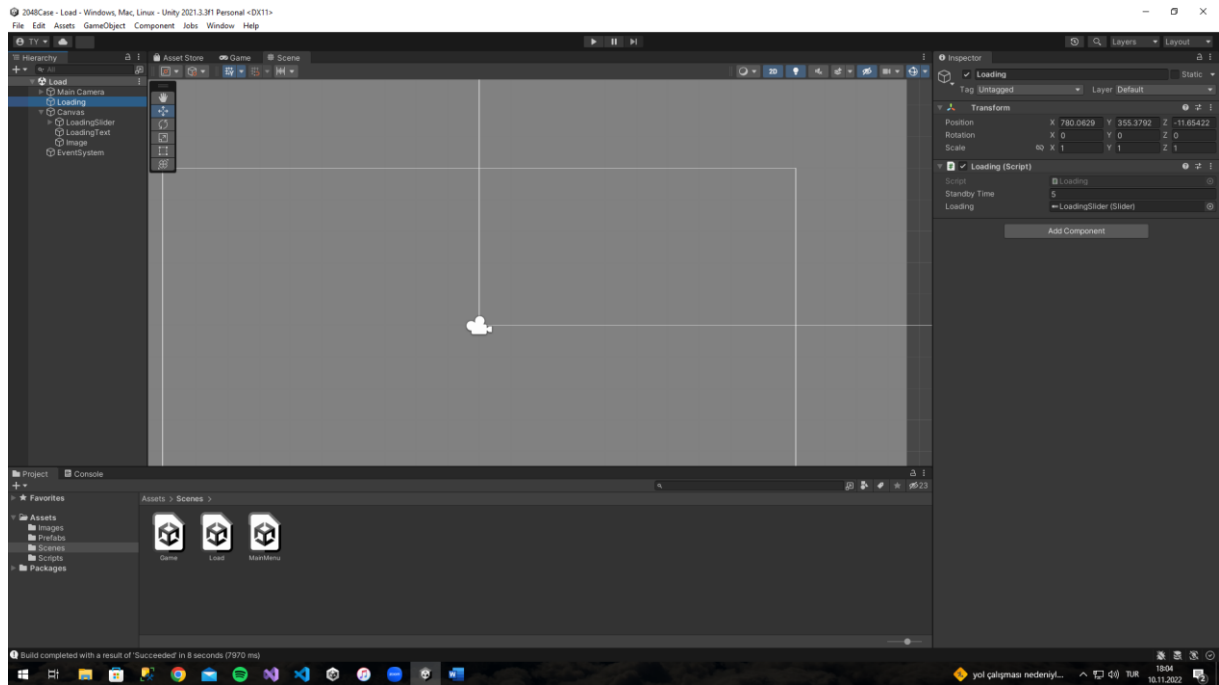 2048Case - Load - Windows, Mac, Linux - Unity 2021.3.3f1 Personal <DX11>
File Edit Assets GameObject Component Jobs Window Help
TY
Layers Layout
Hierarchy
Asset Store Game Scene
Inspector
All
2D
Load
Main Camera
Loading
Canvas
LoadingSlider
LoadingText
Image
EventSystem
Loading Static
Tag Untagged Layer Default
Transform
Position X 780.0629 Y 355.3792 Z -11.65422
Rotation X 0 Y 0 Z 0
Scale X 1 Y 1 Z 1
Loading (Script)
Script Loading
Standby Time 5
Loading LoadingSlider (Slider)
Add Component
Project Console
23
Favorites
Assets > Scenes >
Assets
Images
Prefabs
Scenes
Scripts
Packages
Game Load MainMenu
Build completed with a result of 'Succeeded' in 8 seconds (7970 ms)
yol çalışması nedeniyl... TUR 18:04
10.11.2022